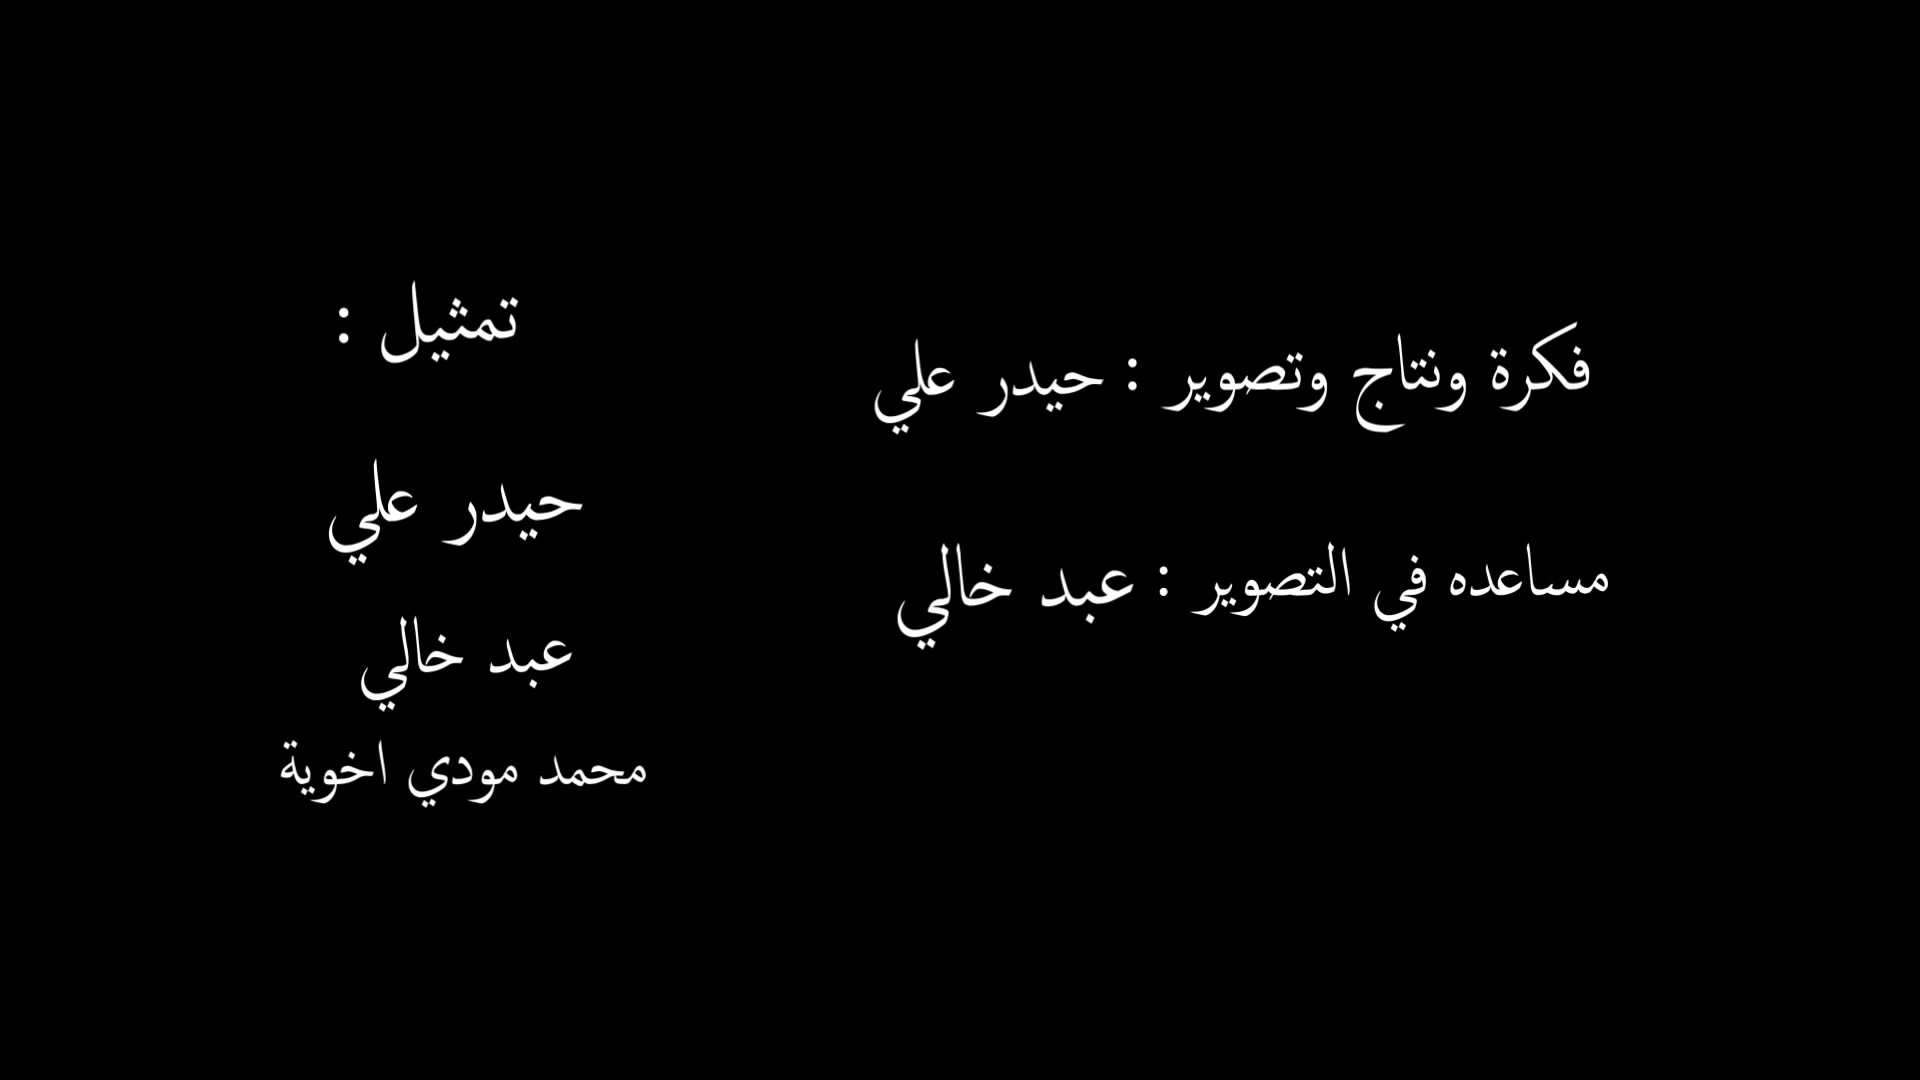 فكرة ونتاج وتصوير : حيدر علي
مساعده في التصوير : عبد خالي
تمثيل :
حيدر علي
عبد خالي
محمد مودي اخوية